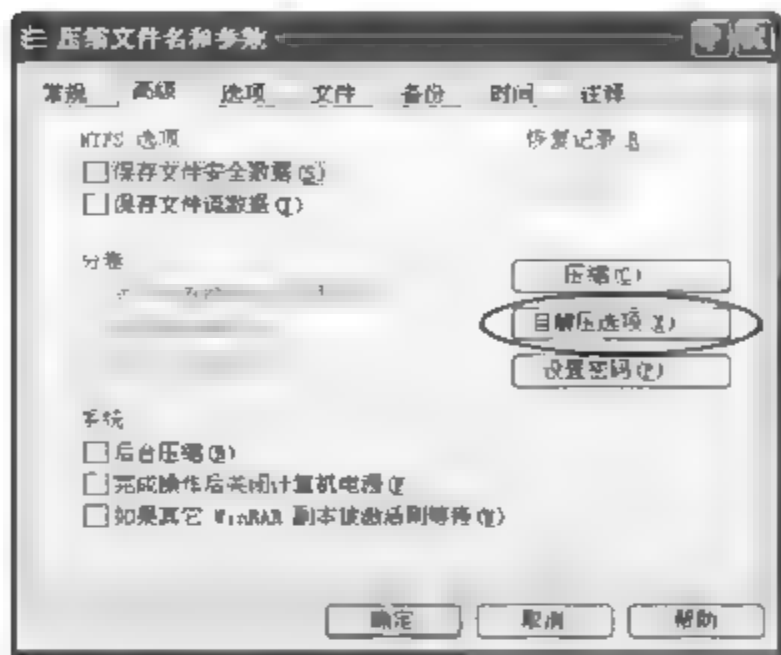 压缩文件名和参数
常规 高级 选项 文件 备份 时间 注释
NTFS 选项
恢复记录 R
保存文件安全数据(S)
保存文件流数据(T)
分卷
压缩(C)
自解压选项 X)
设置密码(P)
系统
后台压缩(B)
完成操作后关闭计算机电源(F
如果其它 WinRAR 副本被激活则等待(W)
确定 取消 帮助